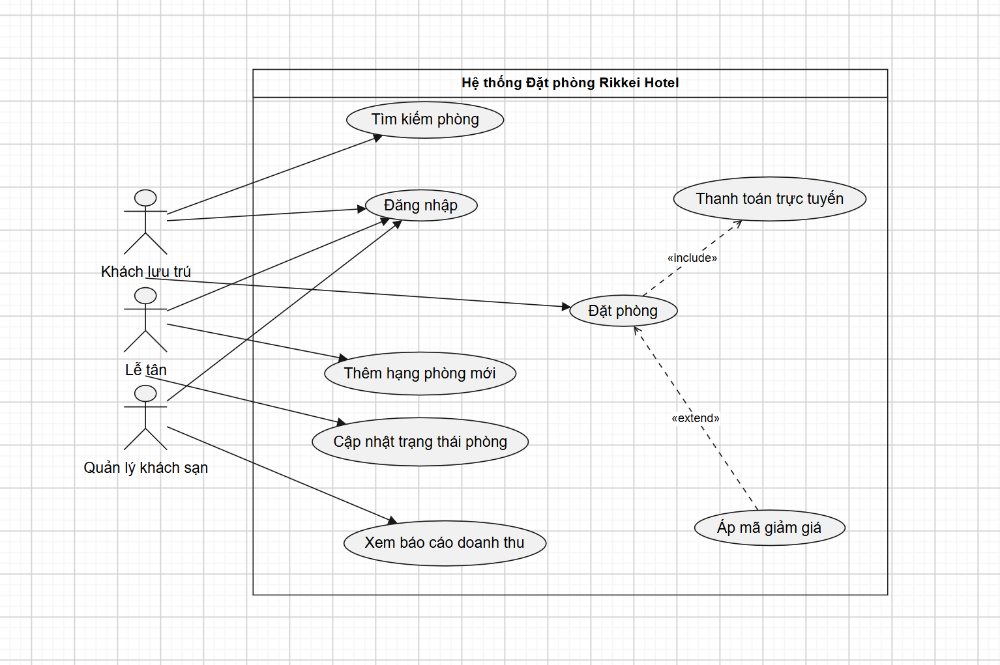 Hệ thống Đặt phòng Rikkei Hotel
Tìm kiếm phòng
Đăng nhập
Thanh toán trực tuyến
«include»
Khách lưu trú
Đặt phòng
Lễ tân
Thêm hạng phòng mới
«extend»
Cập nhật trạng thái phòng
Quản lý khách sạn
Áp mã giảm giá
Xem báo cáo doanh thu